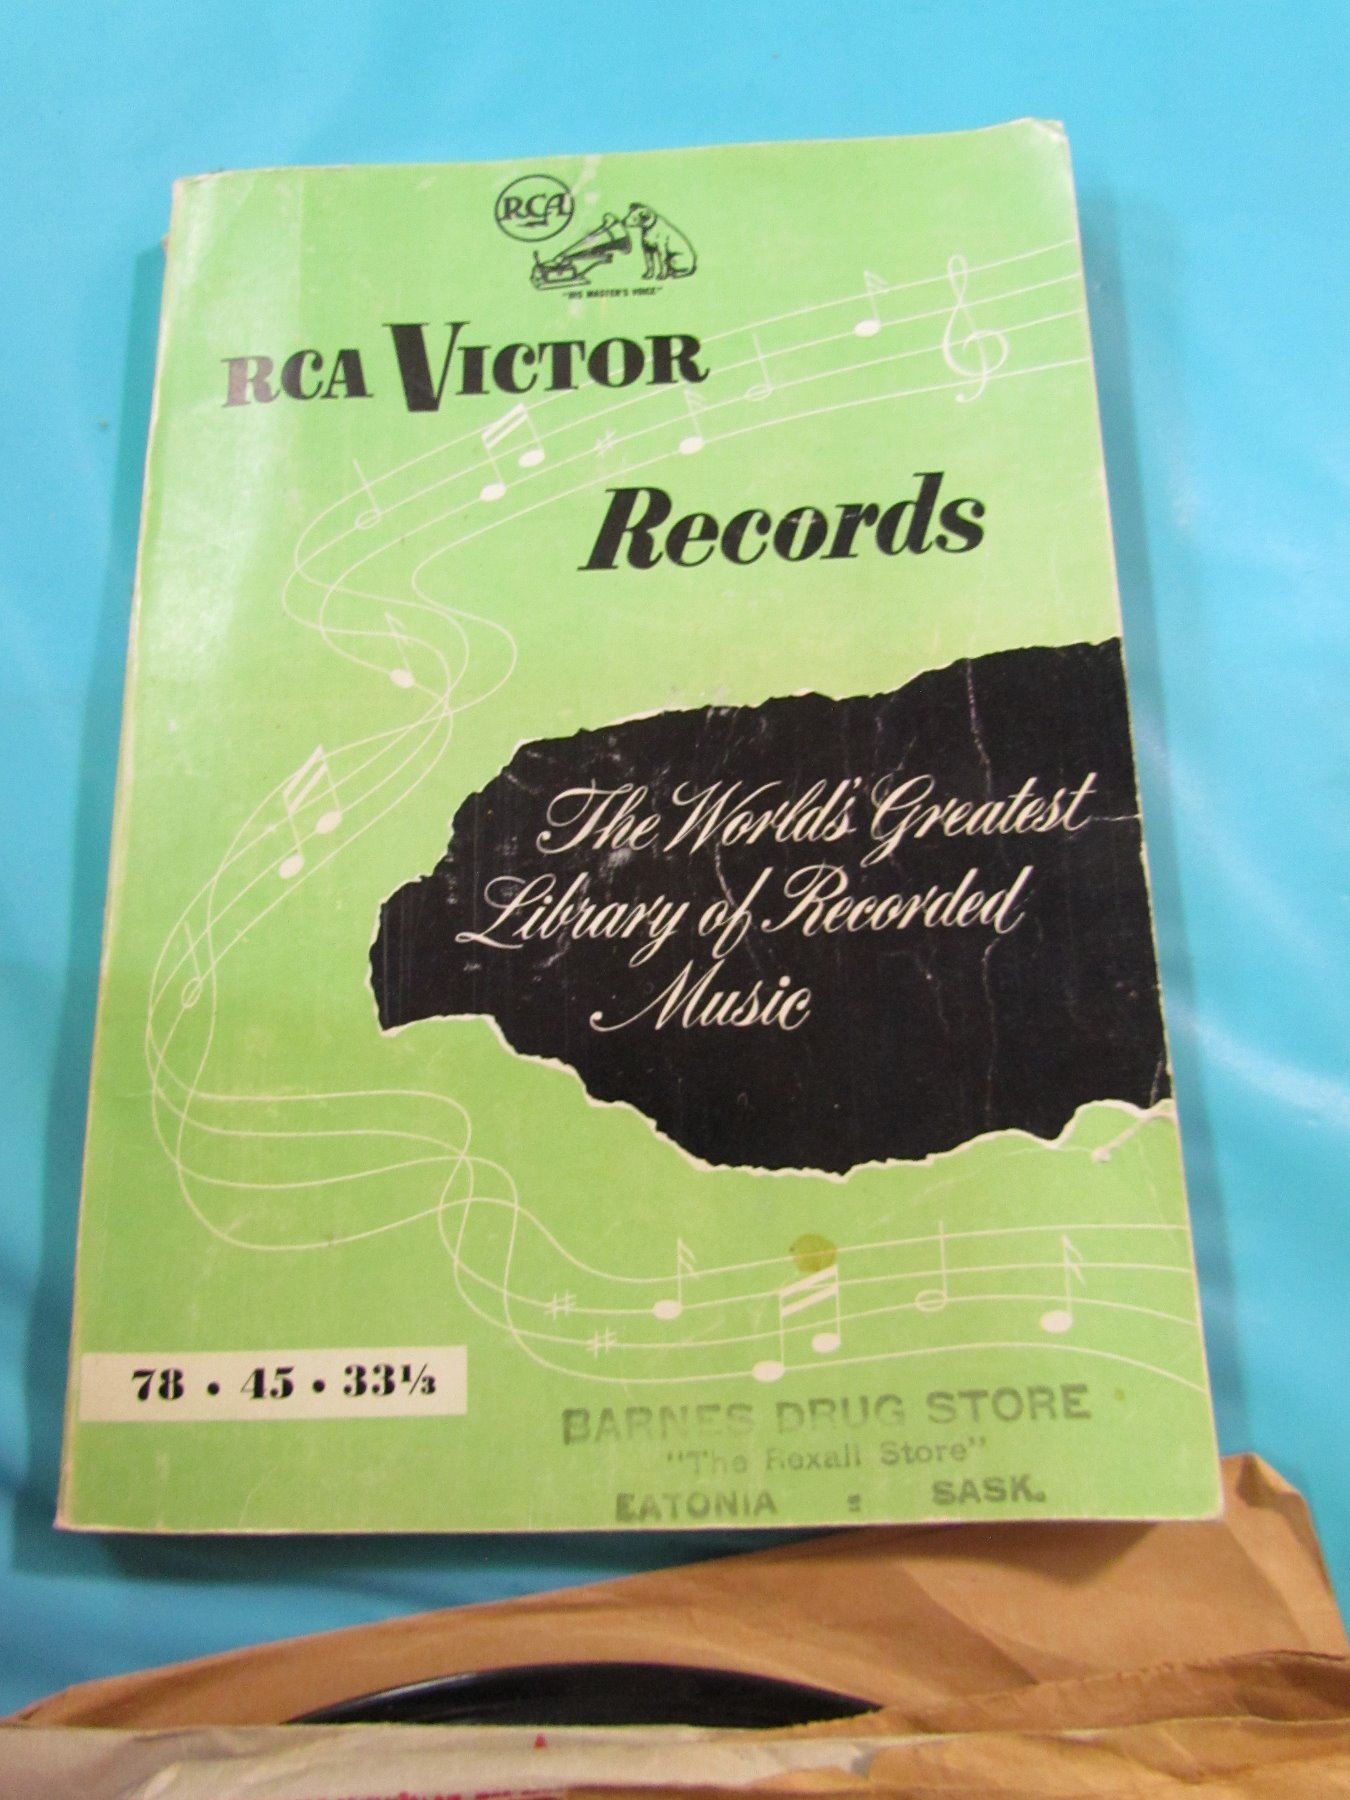 RCA
"HIS MASTER'S VOICE"
RCA VICTOR
Records
The World's Greatest
Library of Recorded
Music
78 • 45 • 33⅓
BARNES DRUG STORE
"The Rexall Store"
EATONIA : SASK.